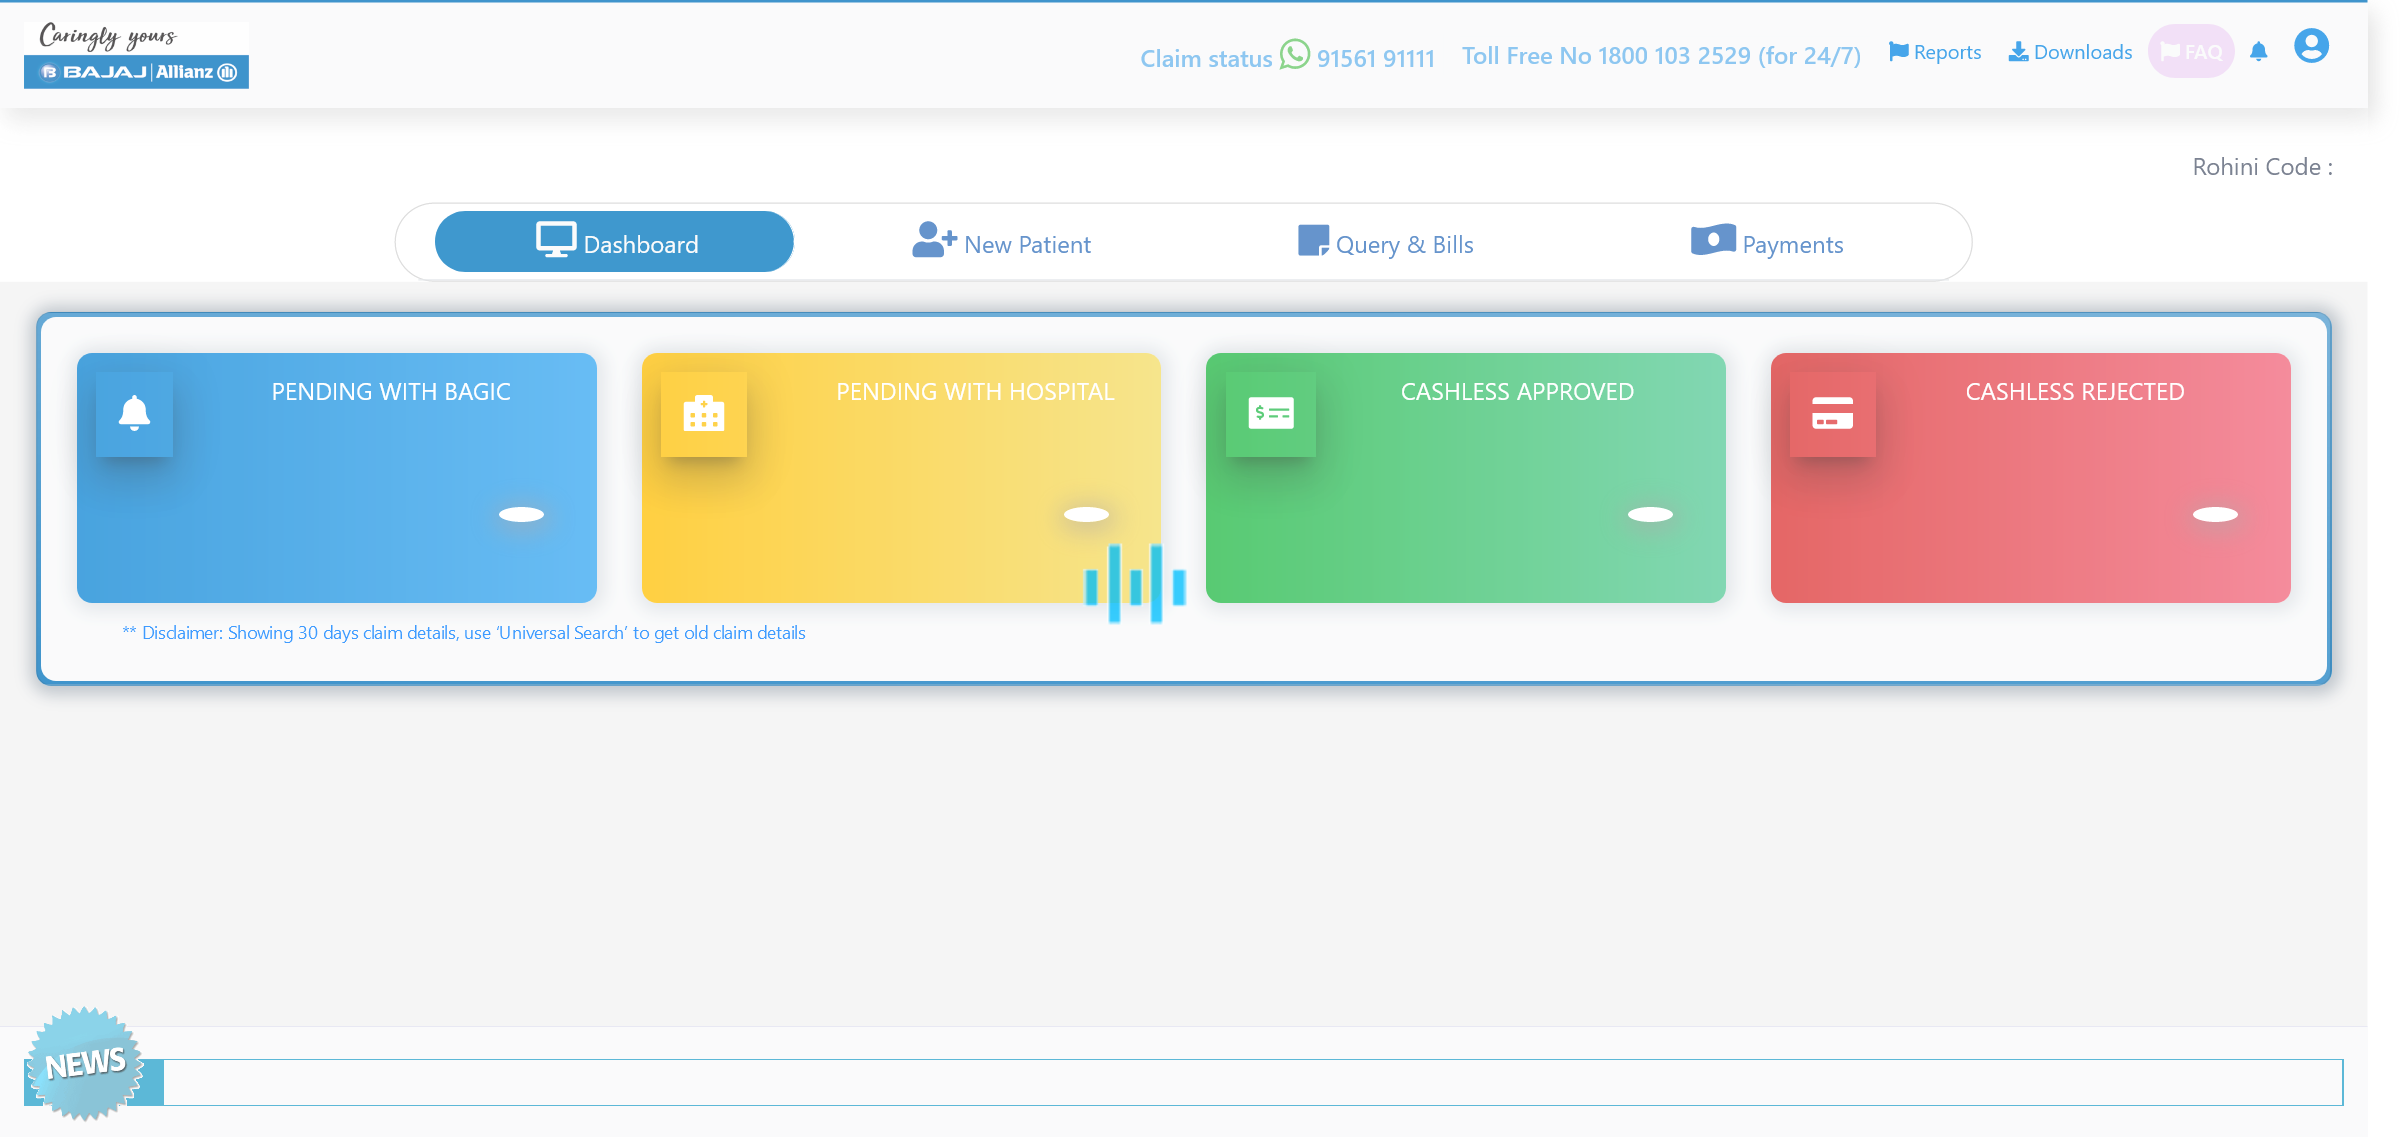 Caringly yours
BAJAJ | Allianz
Claim status 91561 91111
Toll Free No 1800 103 2529 (for 24/7)
Reports
Downloads
FAQ
Rohini Code :
Dashboard
New Patient
Query & Bills
Payments
PENDING WITH BAGIC
PENDING WITH HOSPITAL
CASHLESS APPROVED
CASHLESS REJECTED
** Disclaimer: Showing 30 days claim details, use ‘Universal Search’ to get old claim details
NEWS